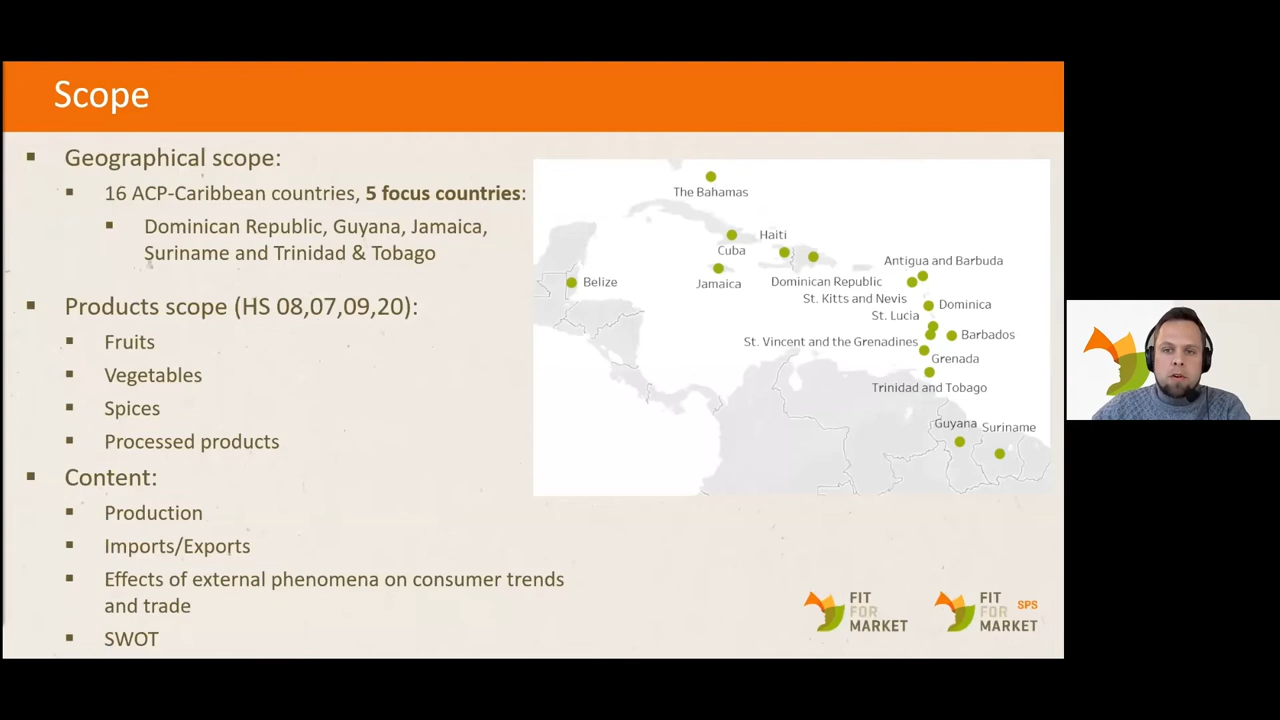 Scope
Geographical scope:
16 ACP-Caribbean countries, 5 focus countries:
Dominican Republic, Guyana, Jamaica,
Suriname and Trinidad & Tobago
Products scope (HS 08,07,09,20):
Fruits
Vegetables
Spices
Processed products
Content:
Production
Imports/Exports
Effects of external phenomena on consumer trends
and trade
SWOT
The Bahamas
Haiti
Cuba
Antigua and Barbuda
Belize
Jamaica
Dominican Republic
St. Kitts and Nevis
Dominica
St. Lucia
Barbados
St. Vincent and the Grenadines
Grenada
Trinidad and Tobago
Guyana
Suriname
FIT
FOR
MARKET
FIT
FOR
SPS
MARKET